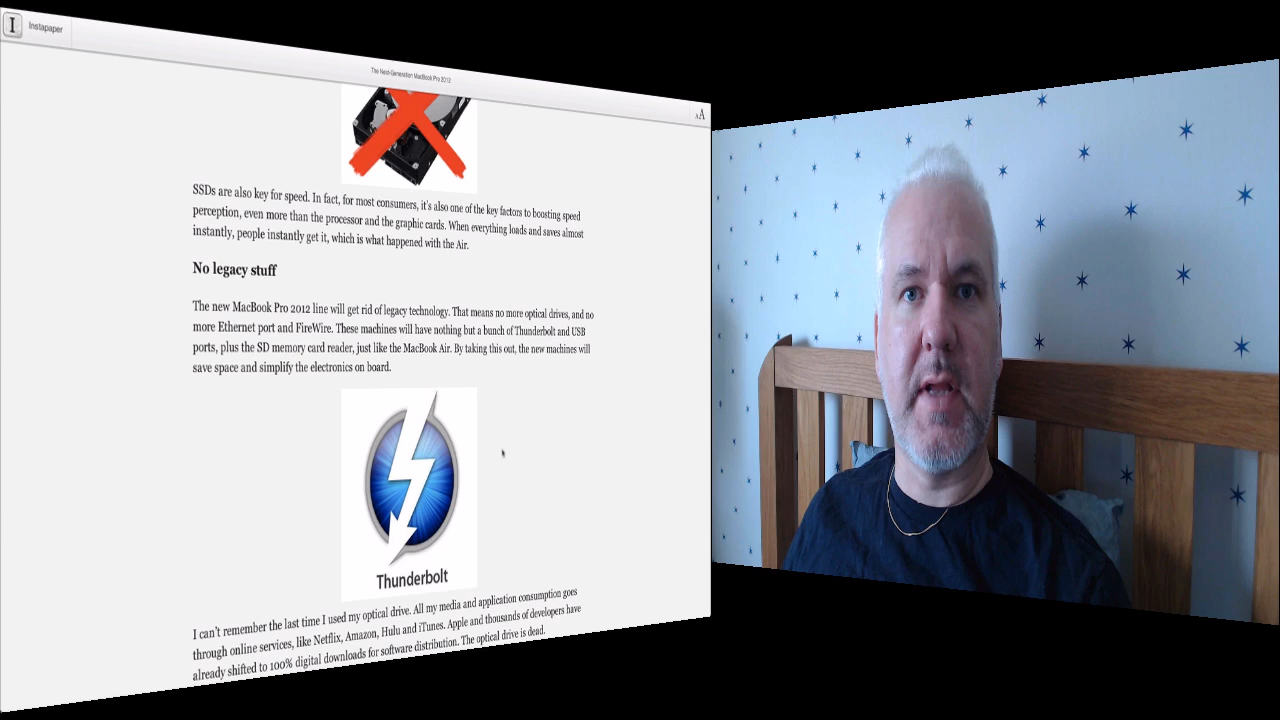 Instapaper
The Next-Generation MacBook Pro 2012
AA
SSDs are also key for speed. In fact, for most consumers, it's also one of the key factors to boosting speed
perception, even more than the processor and the graphic cards. When everything loads and saves almost
instantly, people instantly get it, which is what happened with the Air.
No legacy stuff
The new MacBook Pro 2012 line will get rid of legacy technology. That means no more optical drives, and no
more Ethernet port and FireWire. These machines will have nothing but a bunch of Thunderbolt and USB
ports, plus the SD memory card reader, just like the MacBook Air. By taking this out, the new machines will
save space and simplify the electronics on board.
Thunderbolt
I can't remember the last time I used my optical drive. All my media and application consumption goes
through online services, like Netflix, Amazon, Hulu and iTunes. Apple and thousands of developers have
already shifted to 100% digital downloads for software distribution. The optical drive is dead.